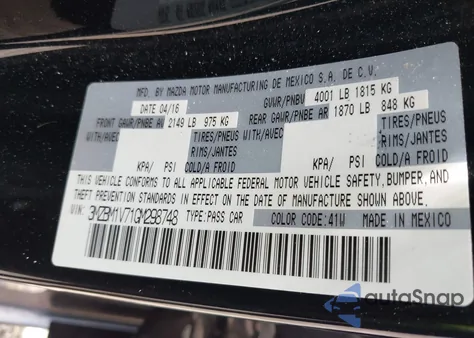 MFD. BY MAZDA MOTOR MANUFACTURING DE MEXICO S.A. DE C.V.
DATE 04/16 GVWR/PNBV 4001 LB 1815 KG
FRONT GAWR/PNBE AV 2149 LB 975 KG REAR GAWR/PNBE AR 1870 LB 848 KG
WITH/AVEC TIRES/PNEUS WITH/AVEC TIRES/PNEUS
RIMS/JANTES RIMS/JANTES
KPA/ PSI COLD/A FROID KPA/ PSI COLD/A FROID
THIS VEHICLE CONFORMS TO ALL APPLICABLE FEDERAL MOTOR VEHICLE SAFETY, BUMPER, AND
THEFT PREVENTION STANDARDS IN EFFECT ON THE DATE OF MANUFACTURE SHOWN ABOVE.
VIN: 3MZBM1V71GM298748 TYPE: PASS CAR COLOR CODE: 41W MADE IN MEXICO
autoSnap